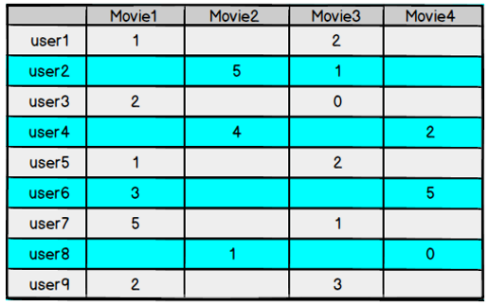 Movie1 Movie2 Movie3 Movie4
user1 1 2
user2 5 1
user3 2 0
user4 4 2
user5 1 2
user6 3 5
user7 5 1
user8 1 0
user9 2 3